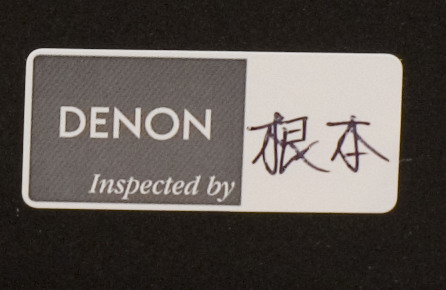 DENON
Inspected by
根本